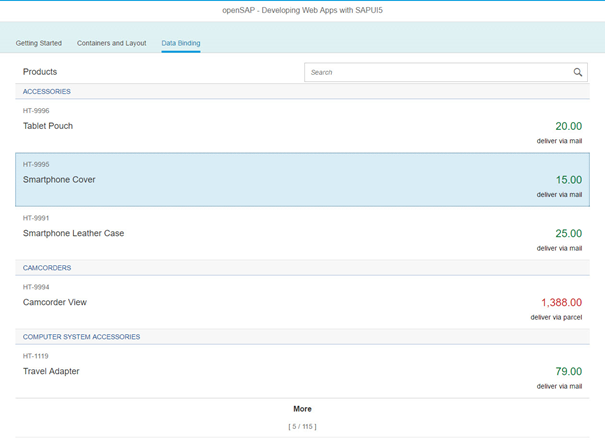 openSAP - Developing Web Apps with SAPUI5
Getting Started Containers and Layout Data Binding
Products Search
ACCESSORIES
HT-9996
Tablet Pouch 20.00
deliver via mail
HT-9995
Smartphone Cover 15.00
deliver via mail
HT-9991
Smartphone Leather Case 25.00
deliver via mail
CAMCORDERS
HT-9994
Camcorder View 1,388.00
deliver via parcel
COMPUTER SYSTEM ACCESSORIES
HT-1119
Travel Adapter 79.00
deliver via mail
More
[ 5 / 115 ]